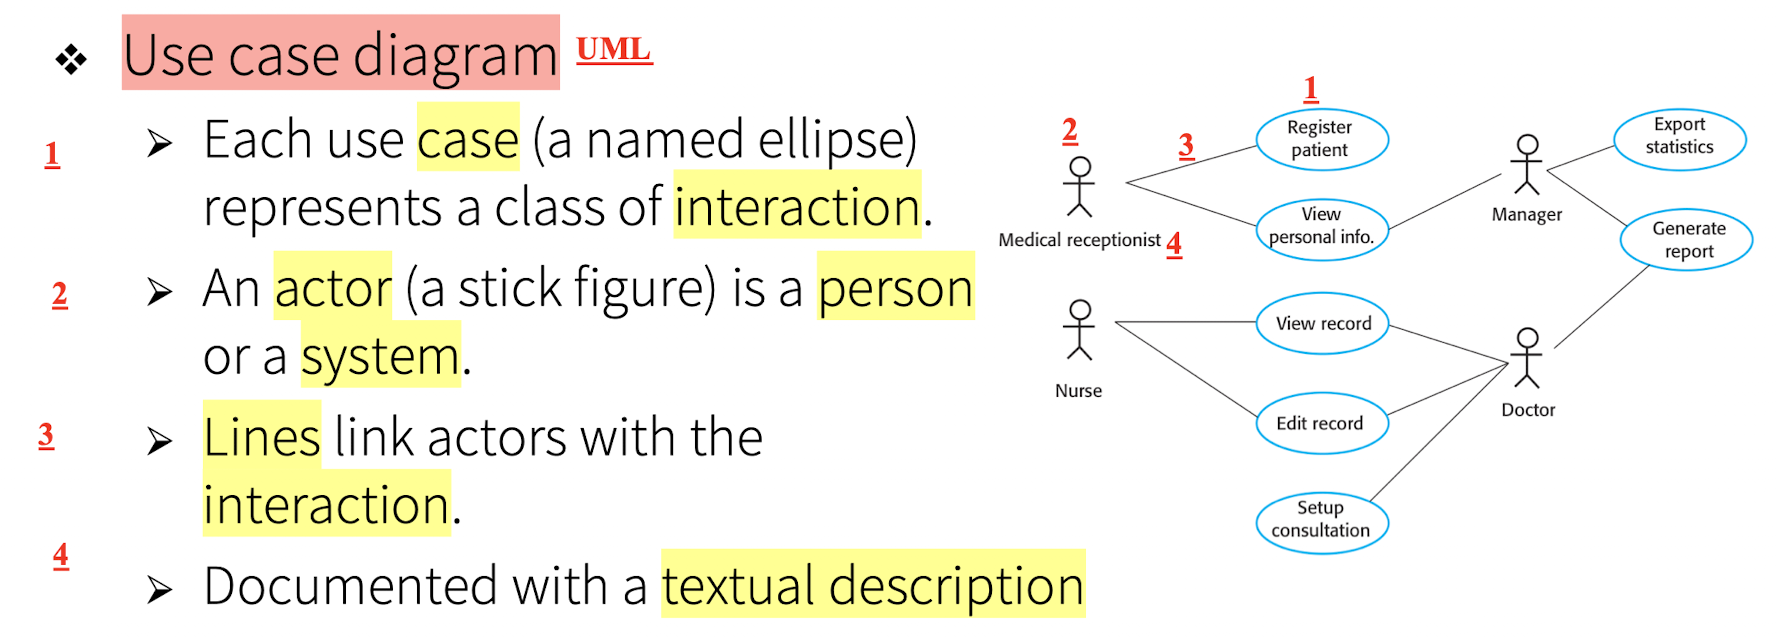 ❖ Use case diagram UML
1 ➢ Each use case (a named ellipse)
represents a class of interaction.
2 ➢ An actor (a stick figure) is a person
or a system.
3 ➢ Lines link actors with the
interaction.
4 ➢ Documented with a textual description
1
2
3
Register
patient
Medical receptionist 4
View
personal info.
Manager
Export
statistics
Generate
report
Nurse
View record
Edit record
Doctor
Setup
consultation